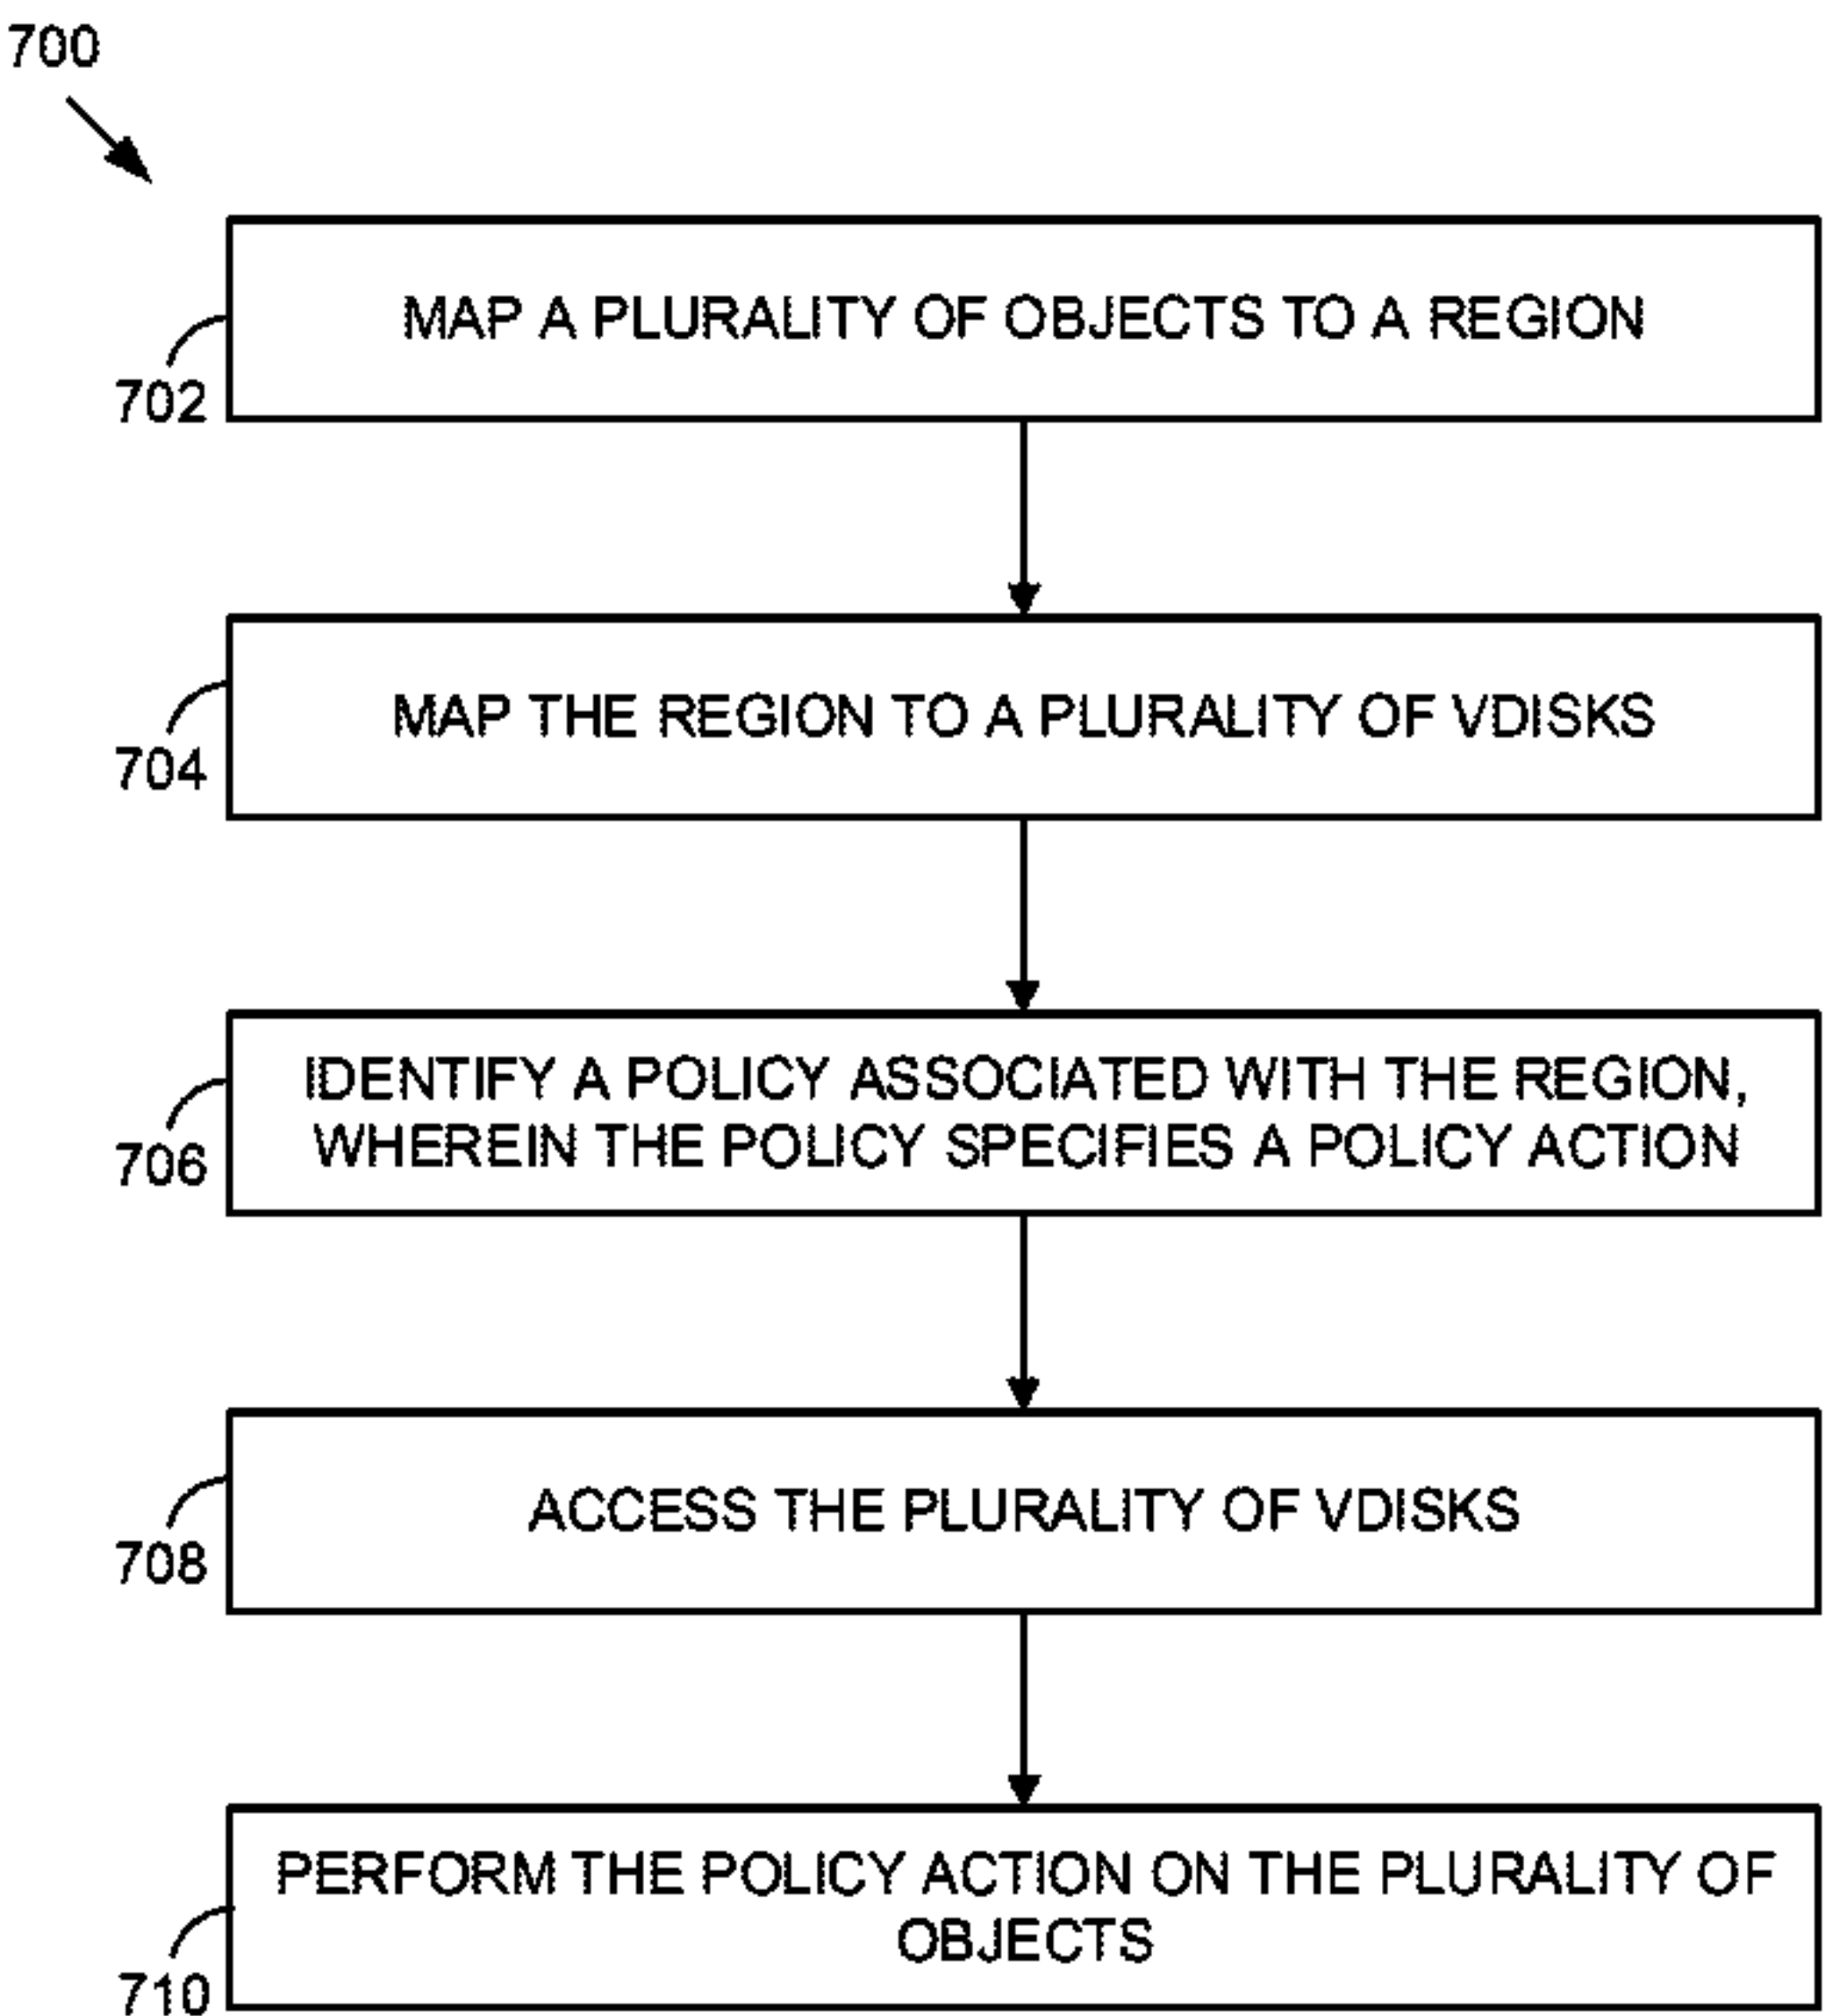 700
MAP A PLURALITY OF OBJECTS TO A REGION
702
MAP THE REGION TO A PLURALITY OF VDISKS
704
IDENTIFY A POLICY ASSOCIATED WITH THE REGION,
WHEREIN THE POLICY SPECIFIES A POLICY ACTION
706
ACCESS THE PLURALITY OF VDISKS
708
PERFORM THE POLICY ACTION ON THE PLURALITY OF
OBJECTS
710